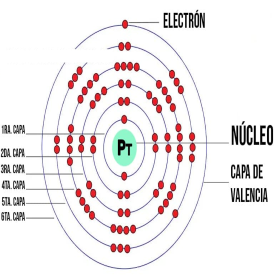 ELECTRÓN
1RA. CAPA
2DA. CAPA
3RA. CAPA
4TA. CAPA
5TA. CAPA
6TA. CAPA
PT
NÚCLEO
CAPA DE
VALENCIA